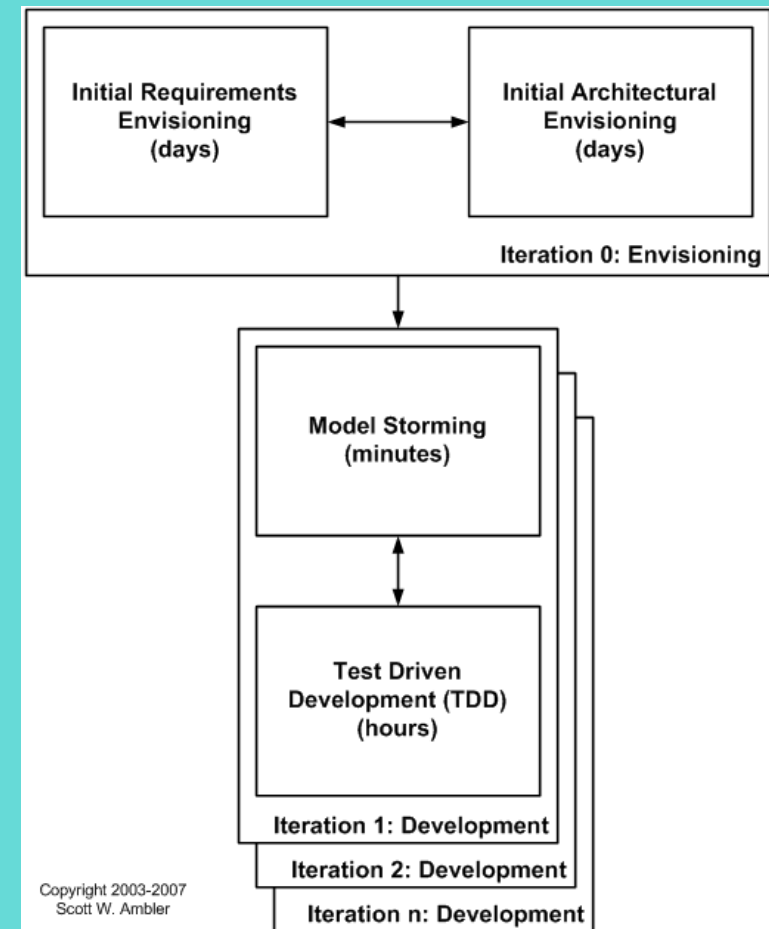 Initial Requirements
Envisioning
(days)
Initial Architectural
Envisioning
(days)
Iteration 0: Envisioning
Model Storming
(minutes)
Test Driven
Development (TDD)
(hours)
Iteration 1: Development
Iteration 2: Development
Iteration n: Development
Copyright 2003-2007
Scott W. Ambler